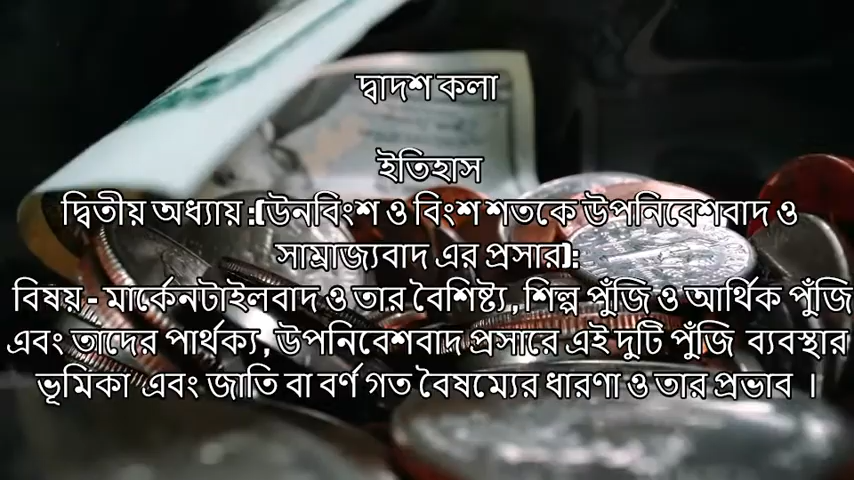 দ্বাদশ কলা
ইতিহাস
দ্বিতীয় অধ্যায় :(উনবিংশ ও বিংশ শতকে উপনিবেশবাদ ও
সাম্রাজ্যবাদ এর প্রসার):
বিষয় - মার্কেনটাইলবাদ ও তার বৈশিষ্ট্য , শিল্প পুঁজি ও আর্থিক পুঁজি
এবং তাদের পার্থক্য , উপনিবেশবাদ প্রসারে এই দুটি পুঁজি ব্যবস্থার
ভূমিকা এবং জাতি বা বর্ণ গত বৈষম্যের ধারণা ও তার প্রভাব ।